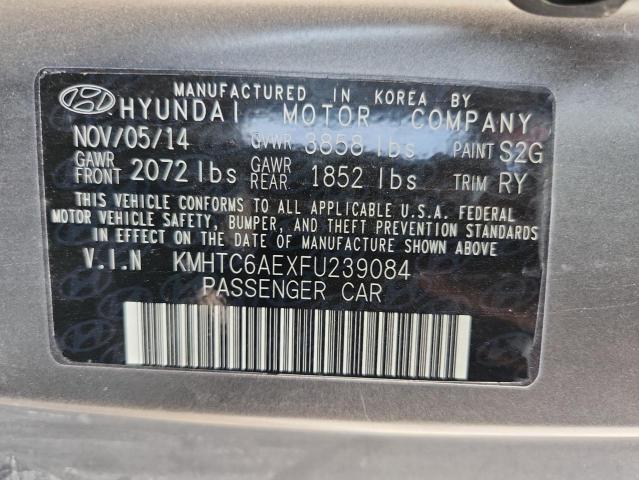 MANUFACTURED IN KOREA BY
HYUNDAI MOTOR COMPANY
NOV/05/14 GVWR 3858 lbs PAINT S2G
GAWR FRONT 2072 lbs GAWR REAR 1852 lbs TRIM RY
THIS VEHICLE CONFORMS TO ALL APPLICABLE U.S.A. FEDERAL
MOTOR VEHICLE SAFETY, BUMPER, AND THEFT PREVENTION STANDARDS
IN EFFECT ON THE DATE OF MANUFACTURE SHOWN ABOVE.
V.I.N KMHTC6AEXFU239084
PASSENGER CAR